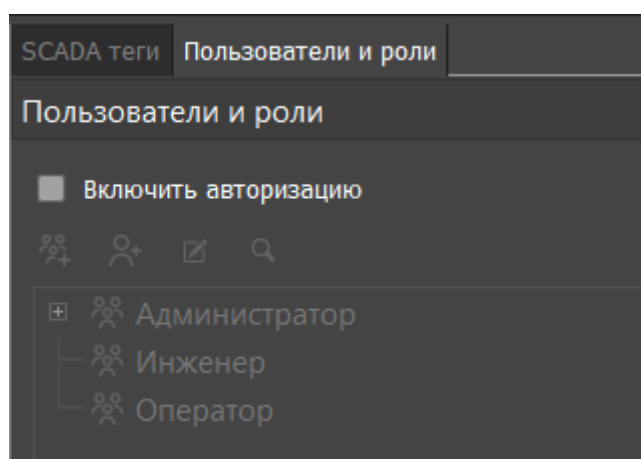 SCADA теги Пользователи и роли
Пользователи и роли
Включить авторизацию
Администратор
Инженер
Оператор